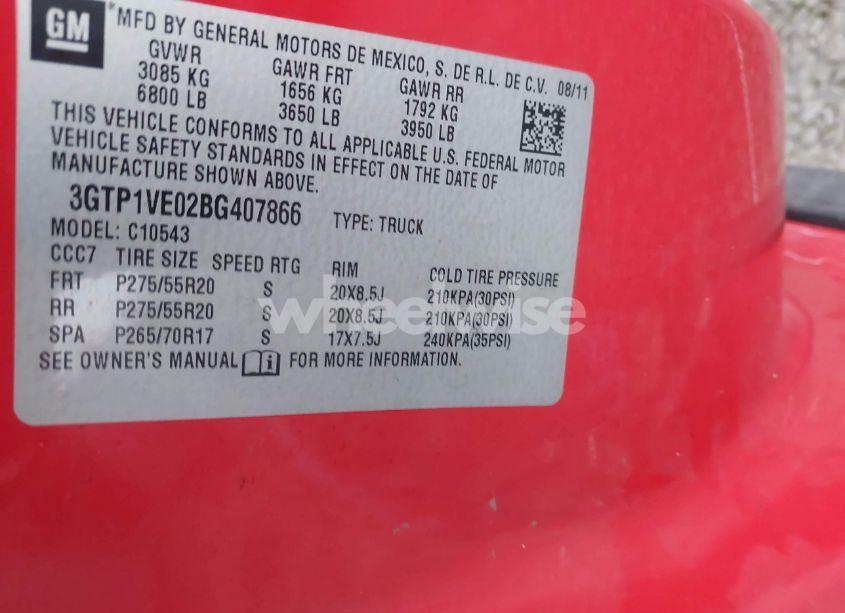 GM
*MFD BY GENERAL MOTORS DE MEXICO, S. DE R.L. DE C.V. 08/11
GVWR GAWR FRT GAWR RR
3085 KG 1656 KG 1792 KG
6800 LB 3650 LB 3950 LB
THIS VEHICLE CONFORMS TO ALL APPLICABLE U.S. FEDERAL MOTOR
VEHICLE SAFETY STANDARDS IN EFFECT ON THE DATE OF
MANUFACTURE SHOWN ABOVE.
3GTP1VE02BG407866 TYPE: TRUCK
MODEL: C10543
CCC7 TIRE SIZE SPEED RTG RIM COLD TIRE PRESSURE
FRT P275/55R20 S 20X8.5J 210KPA(30PSI)
RR P275/55R20 S 20X8.5J 210KPA(30PSI)
SPA P265/70R17 S 17X7.5J 240KPA(35PSI)
SEE OWNER'S MANUAL i FOR MORE INFORMATION.
wheelwise